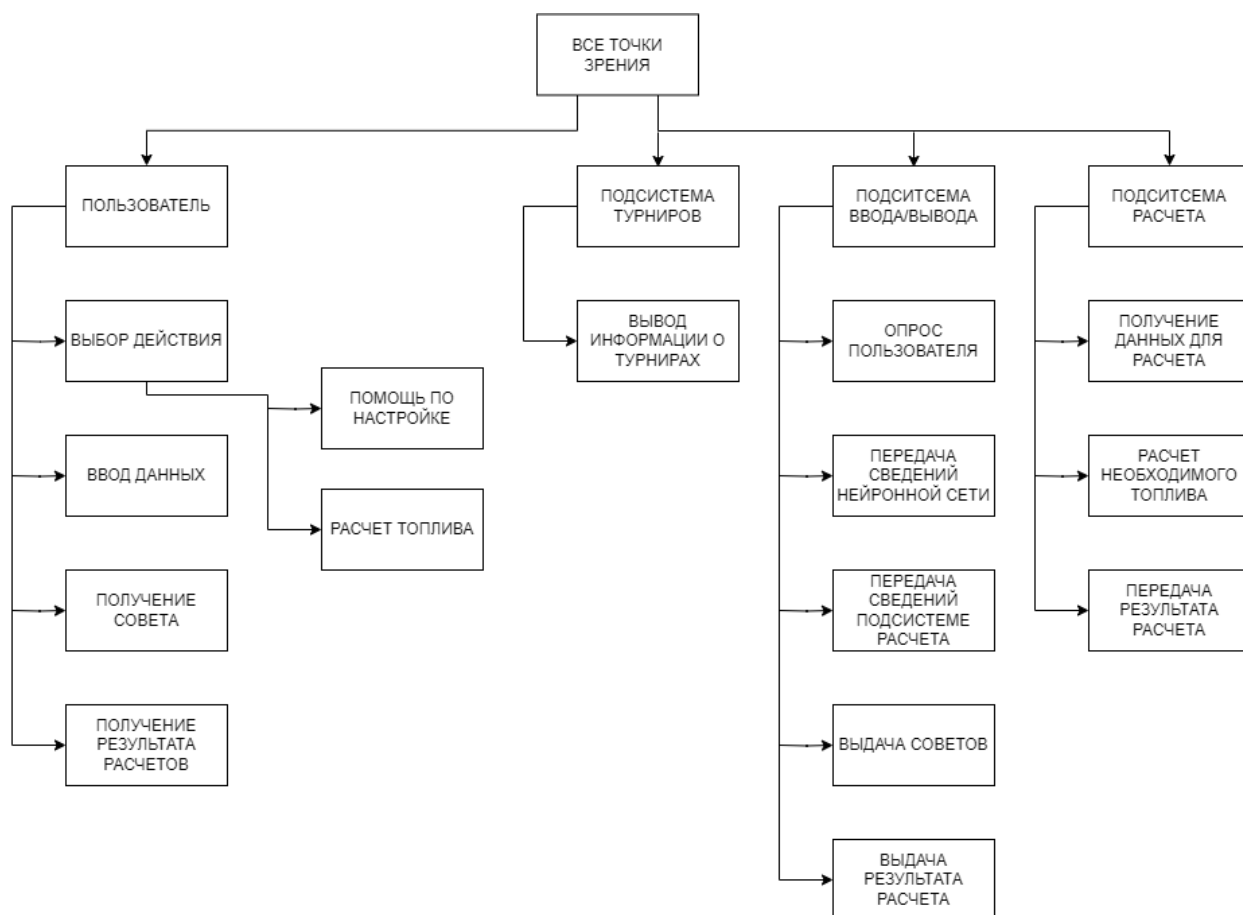 ВСЕ ТОЧКИ
ЗРЕНИЯ
ПОЛЬЗОВАТЕЛЬ
ПОДСИСТЕМА
ТУРНИРОВ
ПОДСИТСЕМА
ВВОДА/ВЫВОДА
ПОДСИТСЕМА
РАСЧЕТА
ВЫБОР ДЕЙСТВИЯ
ВЫВОД
ИНФОРМАЦИИ О
ТУРНИРАХ
ОПРОС
ПОЛЬЗОВАТЕЛЯ
ПОЛУЧЕНИЕ
ДАННЫХ ДЛЯ
РАСЧЕТА
ПОМОЩЬ ПО
НАСТРОЙКЕ
ВВОД ДАННЫХ
ПЕРЕДАЧА
СВЕДЕНИЙ
НЕЙРОННОЙ СЕТИ
РАСЧЕТ
НЕОБХОДИМОГО
ТОПЛИВА
РАСЧЕТ ТОПЛИВА
ПОЛУЧЕНИЕ
СОВЕТА
ПЕРЕДАЧА
СВЕДЕНИЙ
ПОДСИСТЕМЕ
РАСЧЕТА
ПЕРЕДАЧА
РЕЗУЛЬТАТА
РАСЧЕТА
ПОЛУЧЕНИЕ
РЕЗУЛЬТАТА
РАСЧЕТОВ
ВЫДАЧА СОВЕТОВ
ВЫДАЧА
РЕЗУЛЬТАТА
РАСЧЕТА